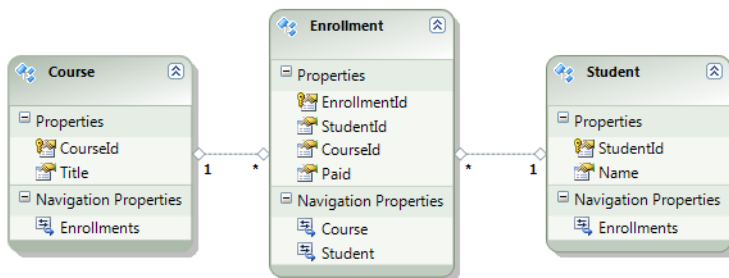 Course
Properties
CourseId
Title
Navigation Properties
Enrollments
1
*
Enrollment
Properties
EnrollmentId
StudentId
CourseId
Paid
Navigation Properties
Course
Student
*
1
Student
Properties
StudentId
Name
Navigation Properties
Enrollments